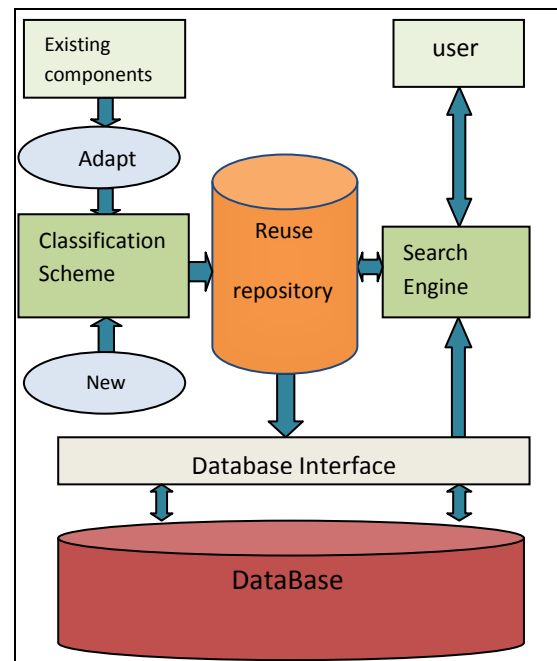 Existing
components
user
Adapt
Classification
Scheme
Reuse
repository
Search
Engine
New
Database Interface
DataBase